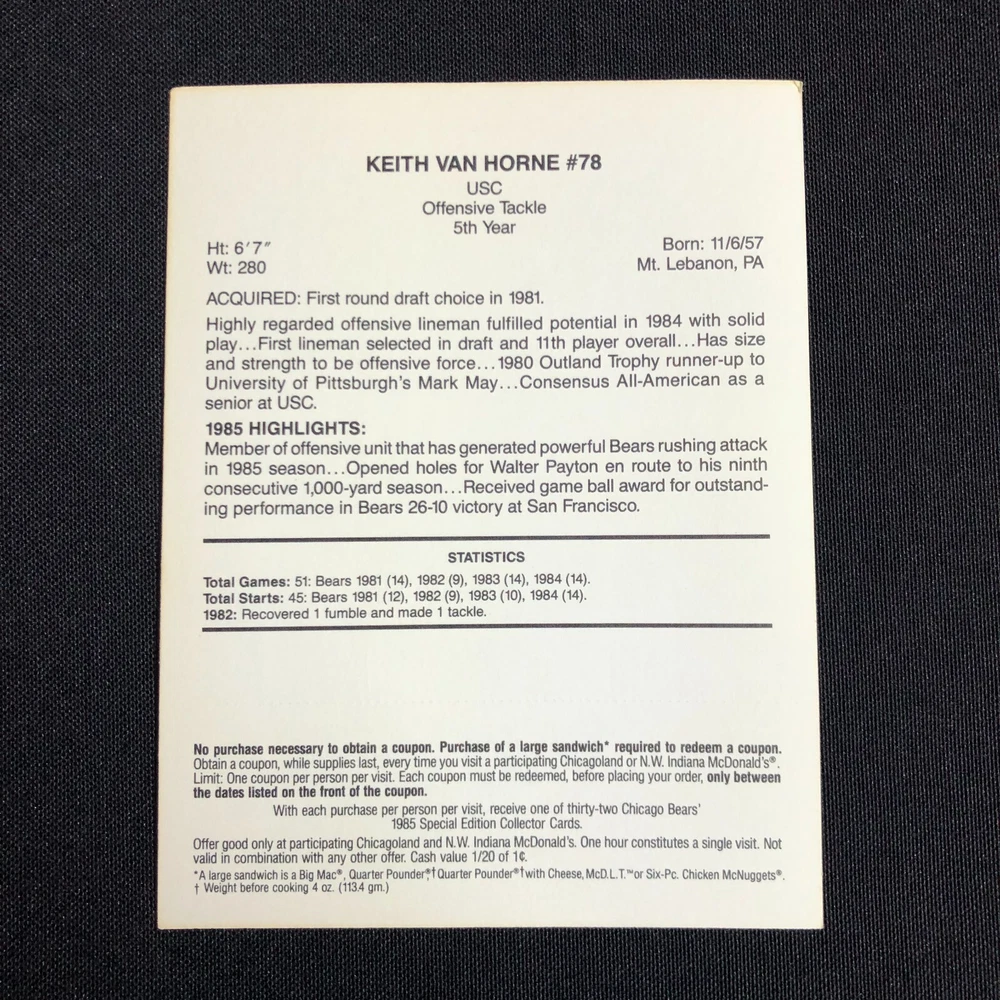 KEITH VAN HORNE #78
USC
Offensive Tackle
5th Year
Ht: 6'7"
Wt: 280
Born: 11/6/57
Mt. Lebanon, PA
ACQUIRED: First round draft choice in 1981.
Highly regarded offensive lineman fulfilled potential in 1984 with solid
play...First lineman selected in draft and 11th player overall...Has size
and strength to be offensive force...1980 Outland Trophy runner-up to
University of Pittsburgh's Mark May...Consensus All-American as a
senior at USC.
1985 HIGHLIGHTS:
Member of offensive unit that has generated powerful Bears rushing attack
in 1985 season...Opened holes for Walter Payton en route to his ninth
consecutive 1,000-yard season...Received game ball award for outstand-
ing performance in Bears 26-10 victory at San Francisco.
STATISTICS
Total Games: 51: Bears 1981 (14), 1982 (9), 1983 (14), 1984 (14).
Total Starts: 45: Bears 1981 (12), 1982 (9), 1983 (10), 1984 (14).
1982: Recovered 1 fumble and made 1 tackle.
No purchase necessary to obtain a coupon. Purchase of a large sandwich* required to redeem a coupon.
Obtain a coupon, while supplies last, every time you visit a participating Chicagoland or N.W. Indiana McDonald's®.
Limit: One coupon per person per visit. Each coupon must be redeemed, before placing your order, only between
the dates listed on the front of the coupon.
With each purchase per person per visit, receive one of thirty-two Chicago Bears'
1985 Special Edition Collector Cards.
Offer good only at participating Chicagoland and N.W. Indiana McDonald's. One hour constitutes a single visit. Not
valid in combination with any other offer. Cash value 1/20 of 1¢.
*A large sandwich is a Big Mac®, Quarter Pounder®,† Quarter Pounder®† with Cheese, McD.L.T.™ or Six-Pc. Chicken McNuggets®.
† Weight before cooking 4 oz. (113.4 gm.)